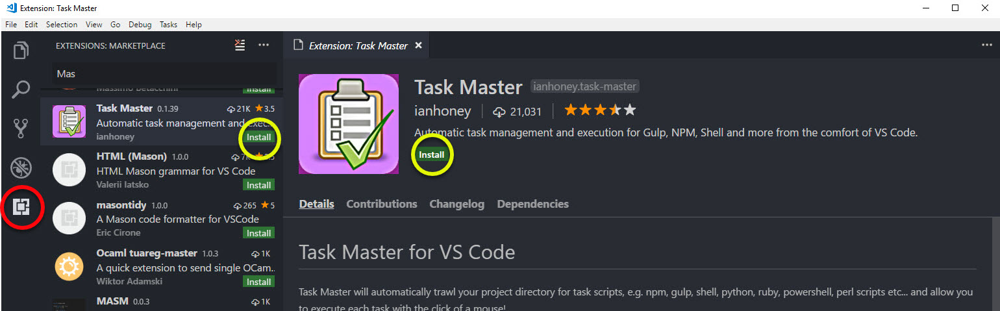 Extension: Task Master
File Edit Selection View Go Debug Tasks Help
EXTENSIONS: MARKETPLACE
Mas
Massimo Betacchini
Install
Task Master 0.1.39 21K 3.5
Automatic task management and exec...
ianhoney Install
HTML (Mason) 1.0.0 7K 3.5
HTML Mason grammar for VS Code
Valerii Iatsko Install
masontidy 1.0.0 265 5
A Mason code formatter for VSCode
Eric Cirone Install
Ocaml tuareg-master 1.0.3 1K
A quick extension to send single OCam..
Wiktor Adamski Install
MASM 0.0.3 1K
Extension: Task Master
Task Master ianhoney.task-master
ianhoney 21,031
Automatic task management and execution for Gulp, NPM, Shell and more from the comfort of VS Code.
Install
Details Contributions Changelog Dependencies
Task Master for VS Code
Task Master will automatically trawl your project directory for task scripts, e.g. npm, gulp, shell, python, ruby, powershell, perl scripts etc... and allow you
to execute each task with the click of a mouse!